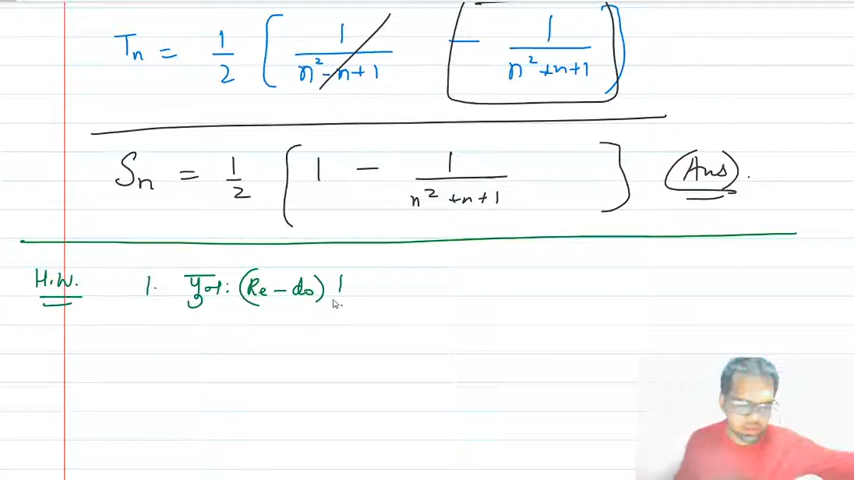 Tn = 1/2 ( 1/(n²-n+1) - 1/(n²+n+1) )
Sn = 1/2 [ 1 - 1/(n²+n+1) ] (Ans).
H.W. 1. (Re-do) 1